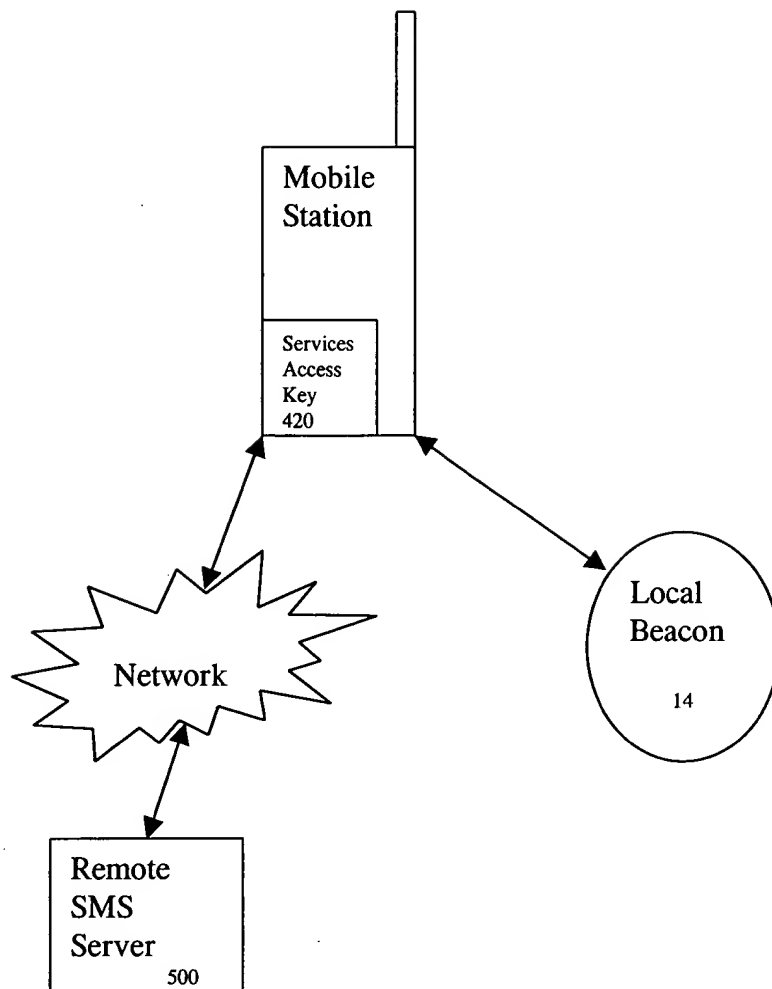 Mobile
Station
Services
Access
Key
420
Network
Local
Beacon
14
Remote
SMS
Server
500